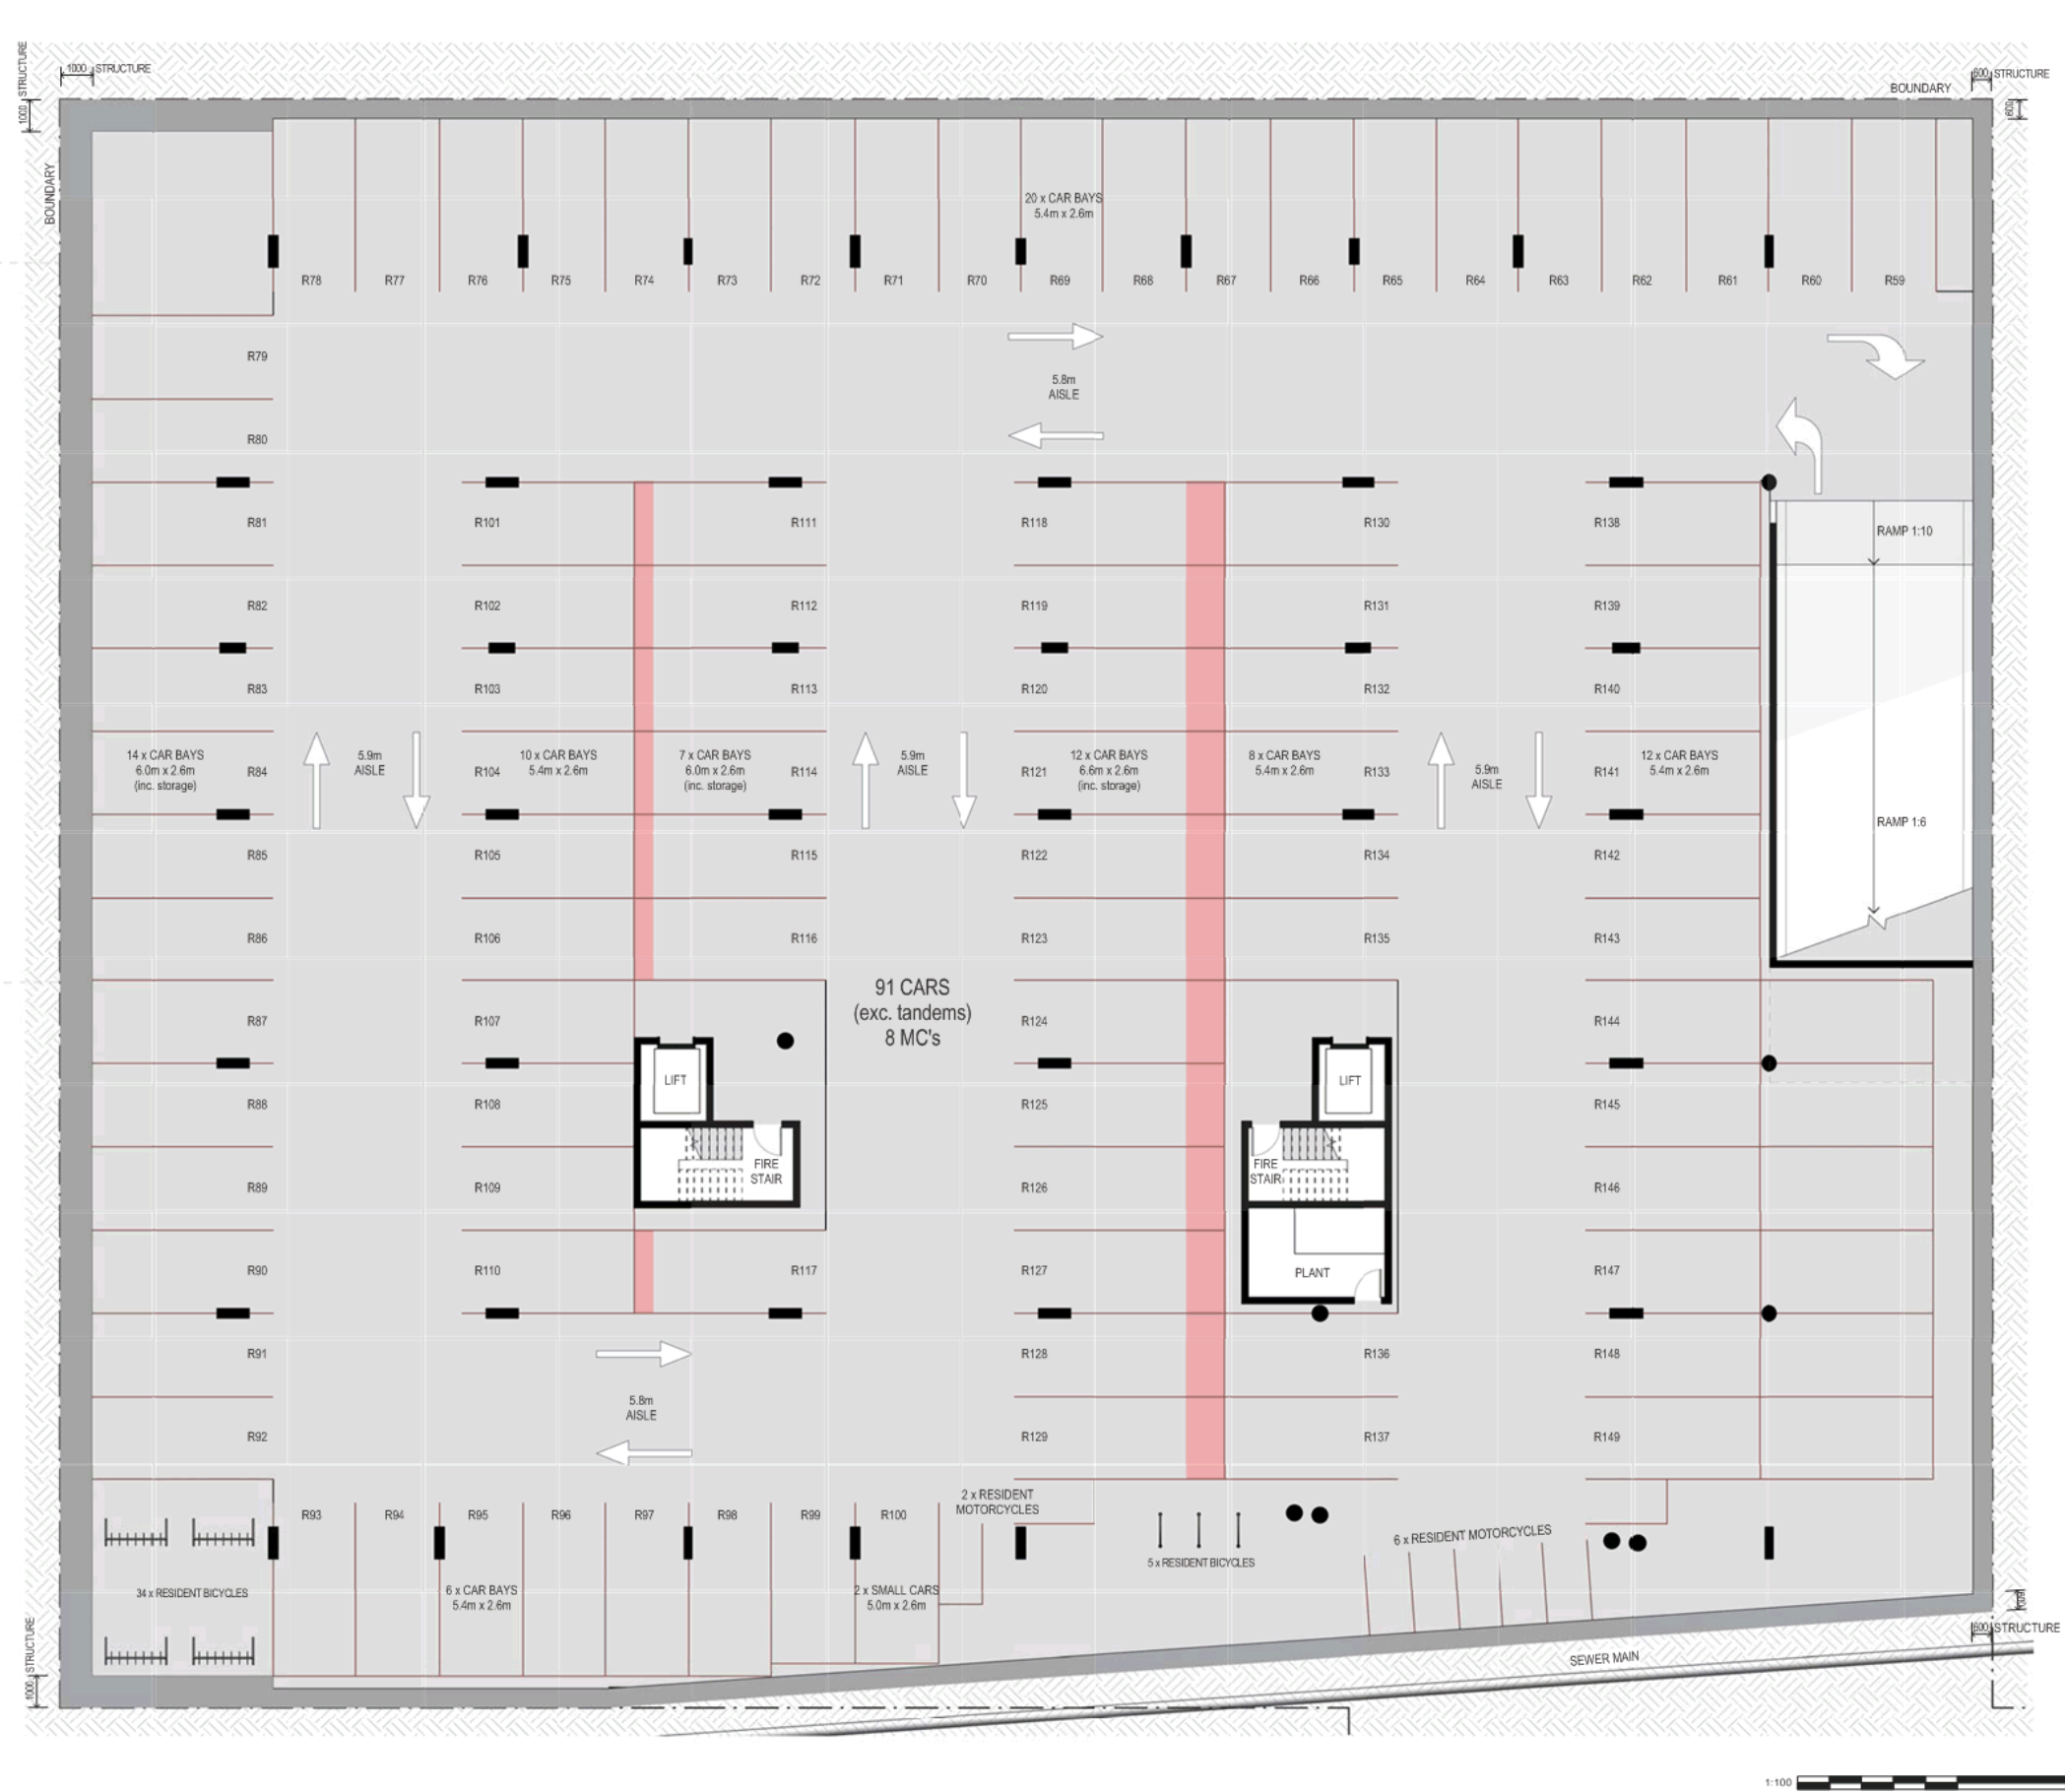 1000 STRUCTURE
1000 STRUCTURE
600 STRUCTURE
600
BOUNDARY
BOUNDARY
20 x CAR BAYS
5.4m x 2.6m
R78 R77 R76 R75 R74 R73 R72 R71 R70 R69 R68 R67 R66 R65 R64 R63 R62 R61 R60 R59
R79
5.8m
AISLE
R80
R81 R101 R111 R118 R130 R138
RAMP 1:10
R82 R102 R112 R119 R131 R139
R83 R103 R113 R120 R132 R140
14 x CAR BAYS
6.0m x 2.6m
(inc. storage)
R84
5.9m
AISLE
R104
10 x CAR BAYS
5.4m x 2.6m
7 x CAR BAYS
6.0m x 2.6m
(inc. storage)
R114
5.9m
AISLE
R121
12 x CAR BAYS
6.6m x 2.6m
(inc. storage)
8 x CAR BAYS
5.4m x 2.6m
R133
5.9m
AISLE
R141
12 x CAR BAYS
5.4m x 2.6m
RAMP 1:6
R85 R105 R115 R122 R134 R142
R86 R106 R116 R123 R135 R143
91 CARS
(exc. tandems)
8 MC's
R87 R107 R124 R144
LIFT
LIFT
R88 R108 R125 R145
FIRE
STAIR
FIRE
STAIR
R89 R109 R126 R146
R90 R110 R117 R127 PLANT R147
R91 R128 R136 R148
5.8m
AISLE
R92 R129 R137 R149
2 x RESIDENT
MOTORCYCLES
R93 R94 R95 R96 R97 R98 R99 R100
6 x RESIDENT MOTORCYCLES
5 x RESIDENT BICYCLES
34 x RESIDENT BICYCLES
6 x CAR BAYS
5.4m x 2.6m
2 x SMALL CARS
5.0m x 2.6m
1000 STRUCTURE
600 STRUCTURE
SEWER MAIN
1:100